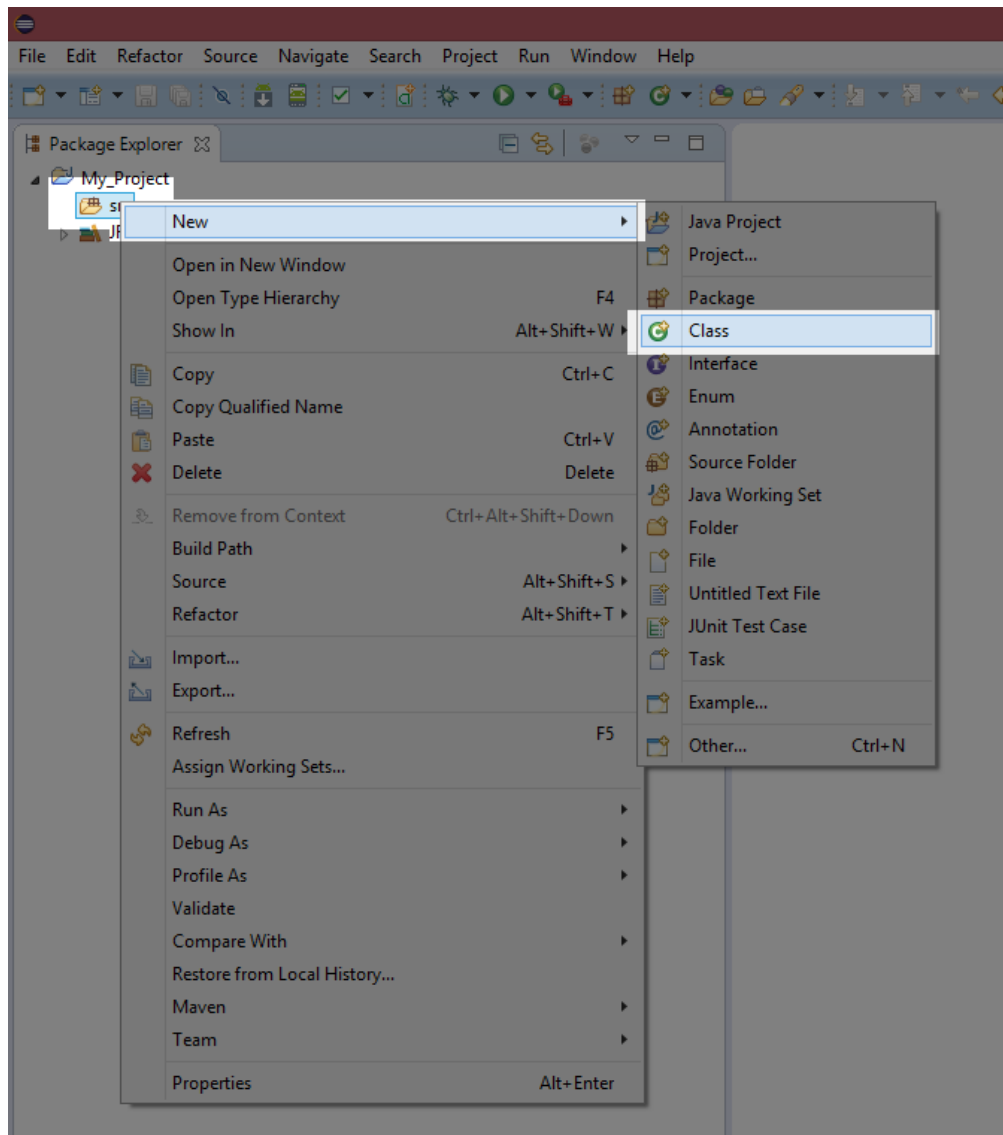 File Edit Refactor Source Navigate Search Project Run Window Help
Package Explorer
My_Project
New
Open in New Window
Open Type Hierarchy F4
Show In Alt+Shift+W
Copy Ctrl+C
Copy Qualified Name
Paste Ctrl+V
Delete Delete
Remove from Context Ctrl+Alt+Shift+Down
Build Path
Source Alt+Shift+S
Refactor Alt+Shift+T
Import...
Export...
Refresh F5
Assign Working Sets...
Run As
Debug As
Profile As
Validate
Compare With
Restore from Local History...
Maven
Team
Properties Alt+Enter
Java Project
Project...
Package
Class
Interface
Enum
Annotation
Source Folder
Java Working Set
Folder
File
Untitled Text File
JUnit Test Case
Task
Example...
Other... Ctrl+N